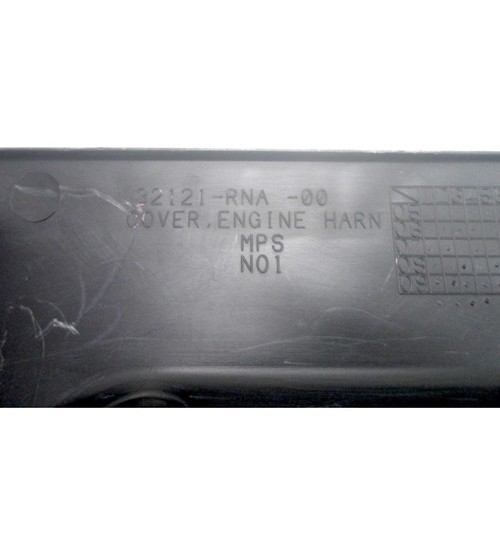 32121-RNA -00
COVER,ENGINE HARN
MPS
N01